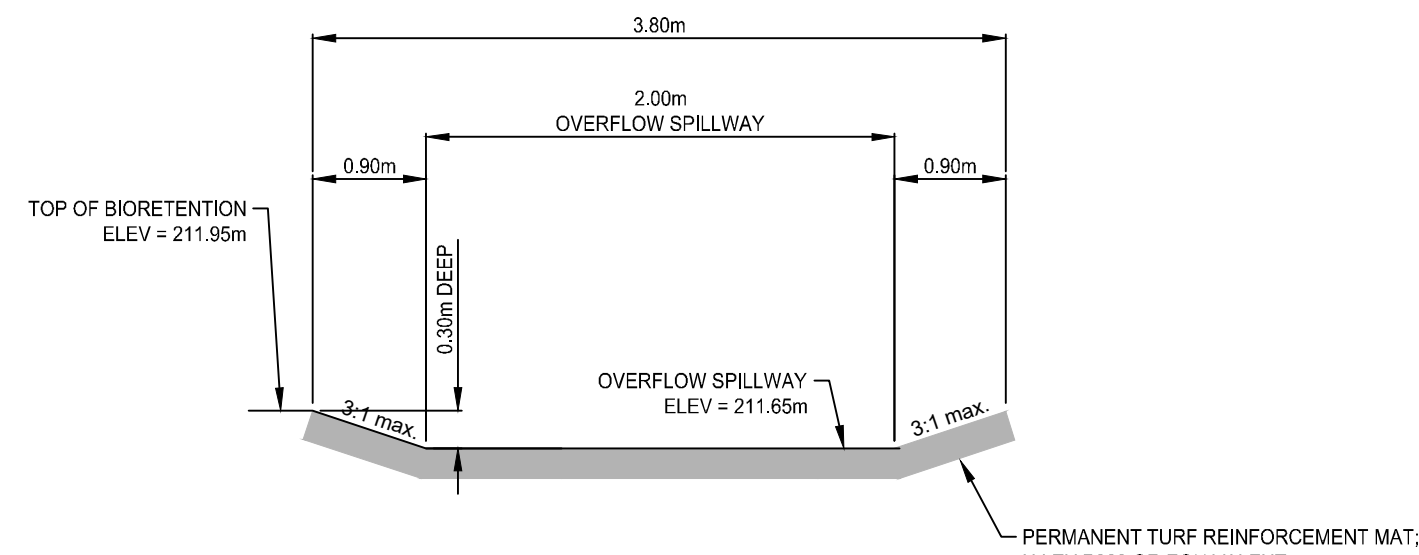 3.80m
2.00m
OVERFLOW SPILLWAY
0.90m
0.90m
TOP OF BIORETENTION
ELEV = 211.95m
0.30m DEEP
OVERFLOW SPILLWAY
ELEV = 211.65m
3:1 max.
3:1 max.
PERMANENT TURF REINFORCEMENT MAT;